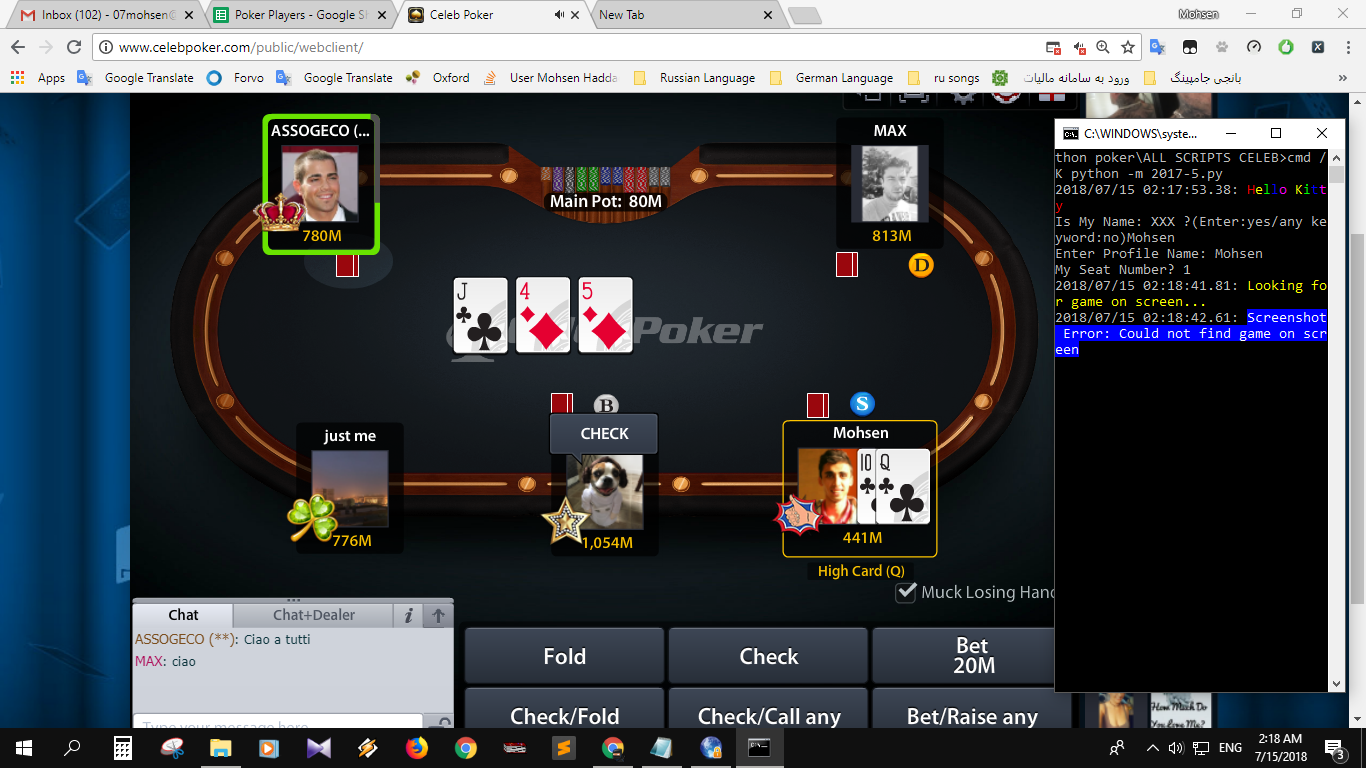 Inbox (102) - 07mohsen@
Poker Players - Google Sh
Celeb Poker
New Tab
Mohsen
www.celebpoker.com/public/webclient/
Apps
Google Translate
Forvo
Google Translate
Oxford
User Mohsen Hadda
Russian Language
German Language
ru songs
ورود به سامانه مالیات
بانجی جامپینگ
»
ASSOGECO (...
780M
Main Pot: 80M
MAX
813M
D
J
4
5
Poker
B
S
CHECK
just me
776M
1,054M
Mohsen
10
Q
441M
High Card (Q)
Muck Losing Hand
Chat
Chat+Dealer
i
ASSOGECO (**): Ciao a tutti
MAX: ciao
Type your message here
Fold
Check
Bet
20M
Check/Fold
Check/Call any
Bet/Raise any
C:\WINDOWS\syste...
thon poker\ALL SCRIPTS CELEB>cmd /
K python -m 2017-5.py
2018/07/15 02:17:53.38: Hello Kitt
y
Is My Name: XXX ?(Enter:yes/any ke
yword:no)Mohsen
Enter Profile Name: Mohsen
My Seat Number? 1
2018/07/15 02:18:41.81: Looking fo
r game on screen...
2018/07/15 02:18:42.61: Screenshot
Error: Could not find game on scr
een
How Much Do
You Love Me?
ENG
2:18 AM
7/15/2018
3